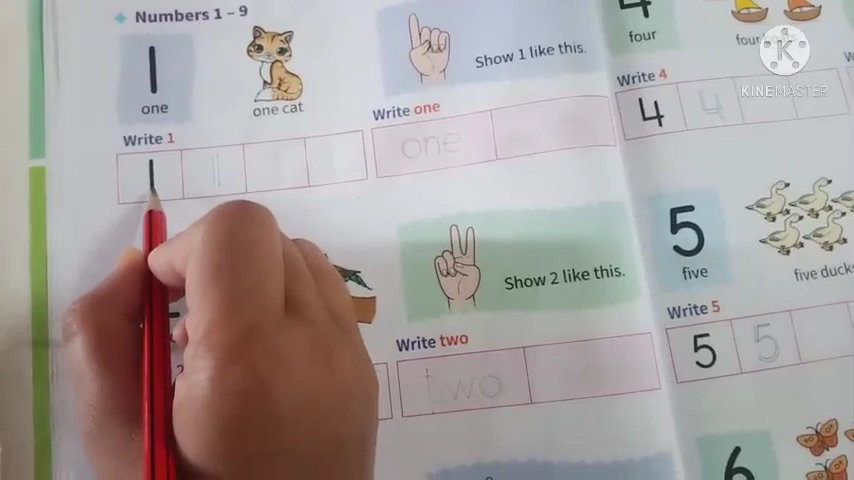 Numbers 1 – 9
1
one
one cat
Show 1 like this.
Write 1
1 1
Write one
one
2
Show 2 like this.
Write two
two
4
four
four
Write 4
4 4
5
five
five ducks
Write 5
5 5
6
KINEMASTER